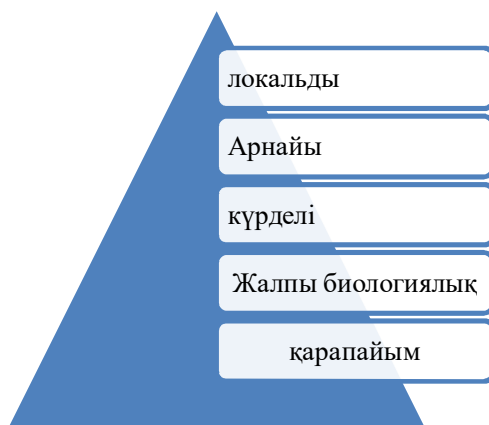 локальды
Арнайы
күрделі
Жалпы биологиялық
қарапайым